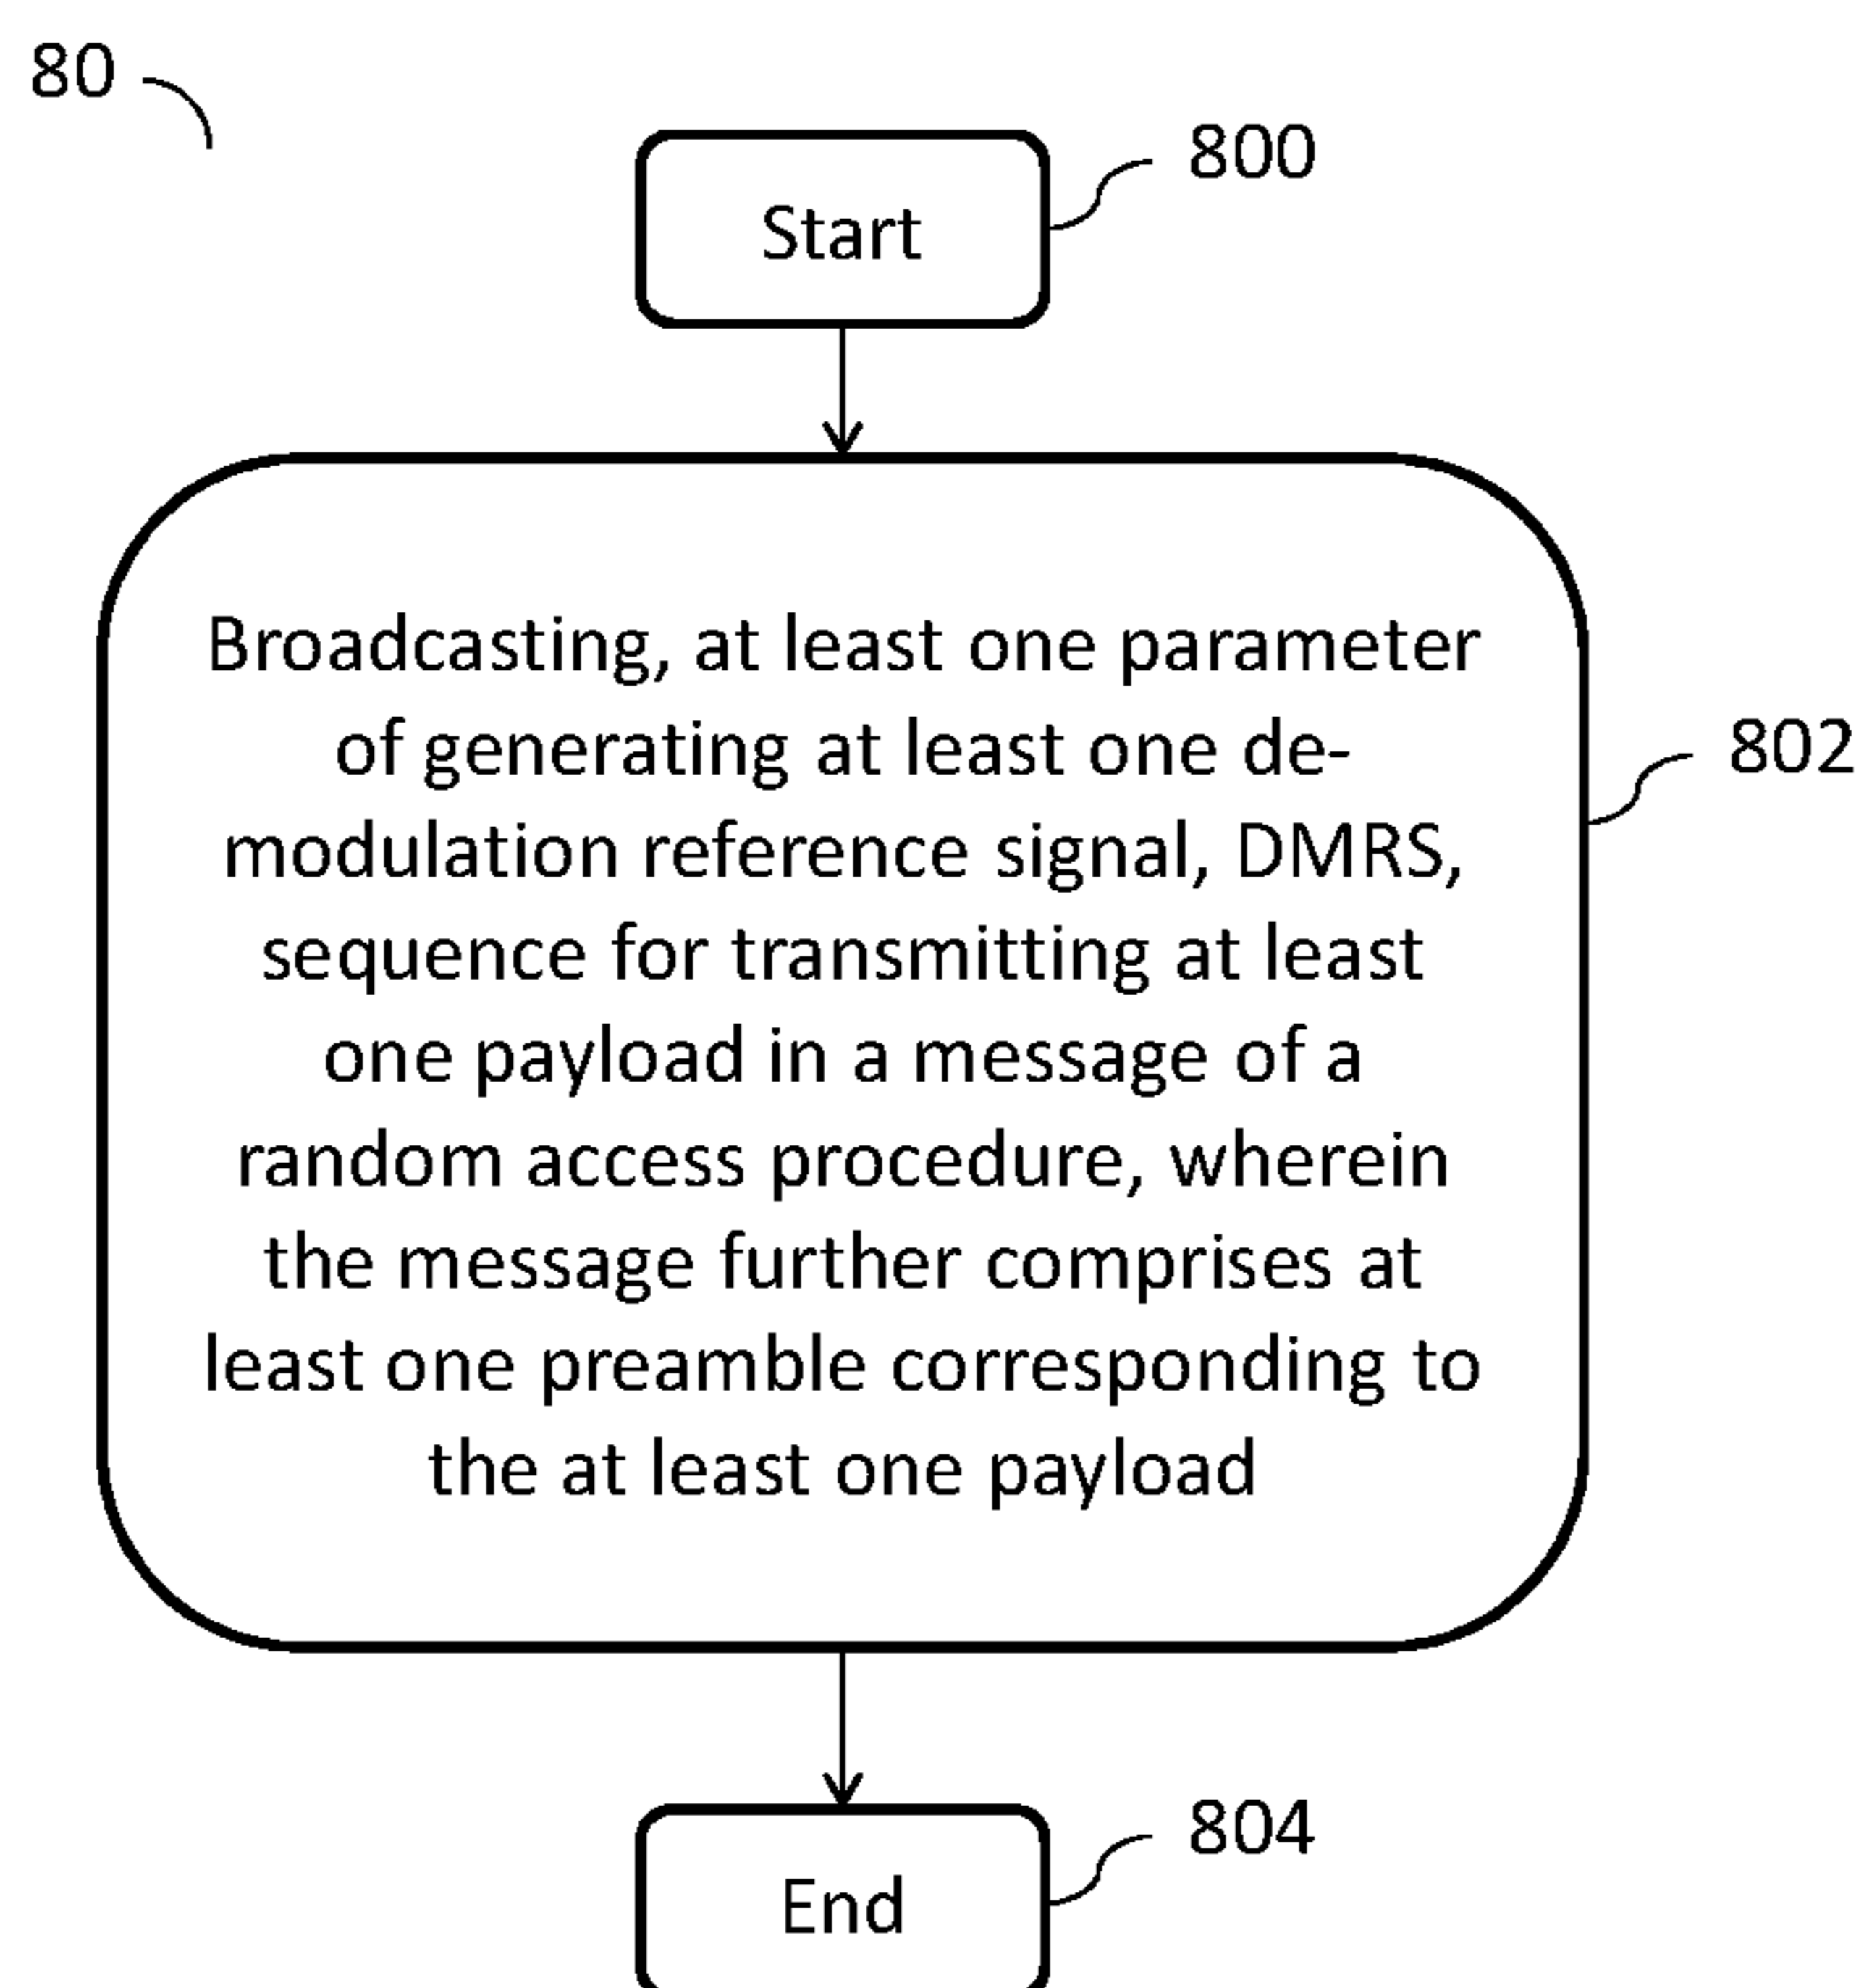 80
800
Start
Broadcasting, at least one parameter
of generating at least one de-
modulation reference signal, DMRS,
sequence for transmitting at least
one payload in a message of a
random access procedure, wherein
the message further comprises at
least one preamble corresponding to
the at least one payload
802
804
End